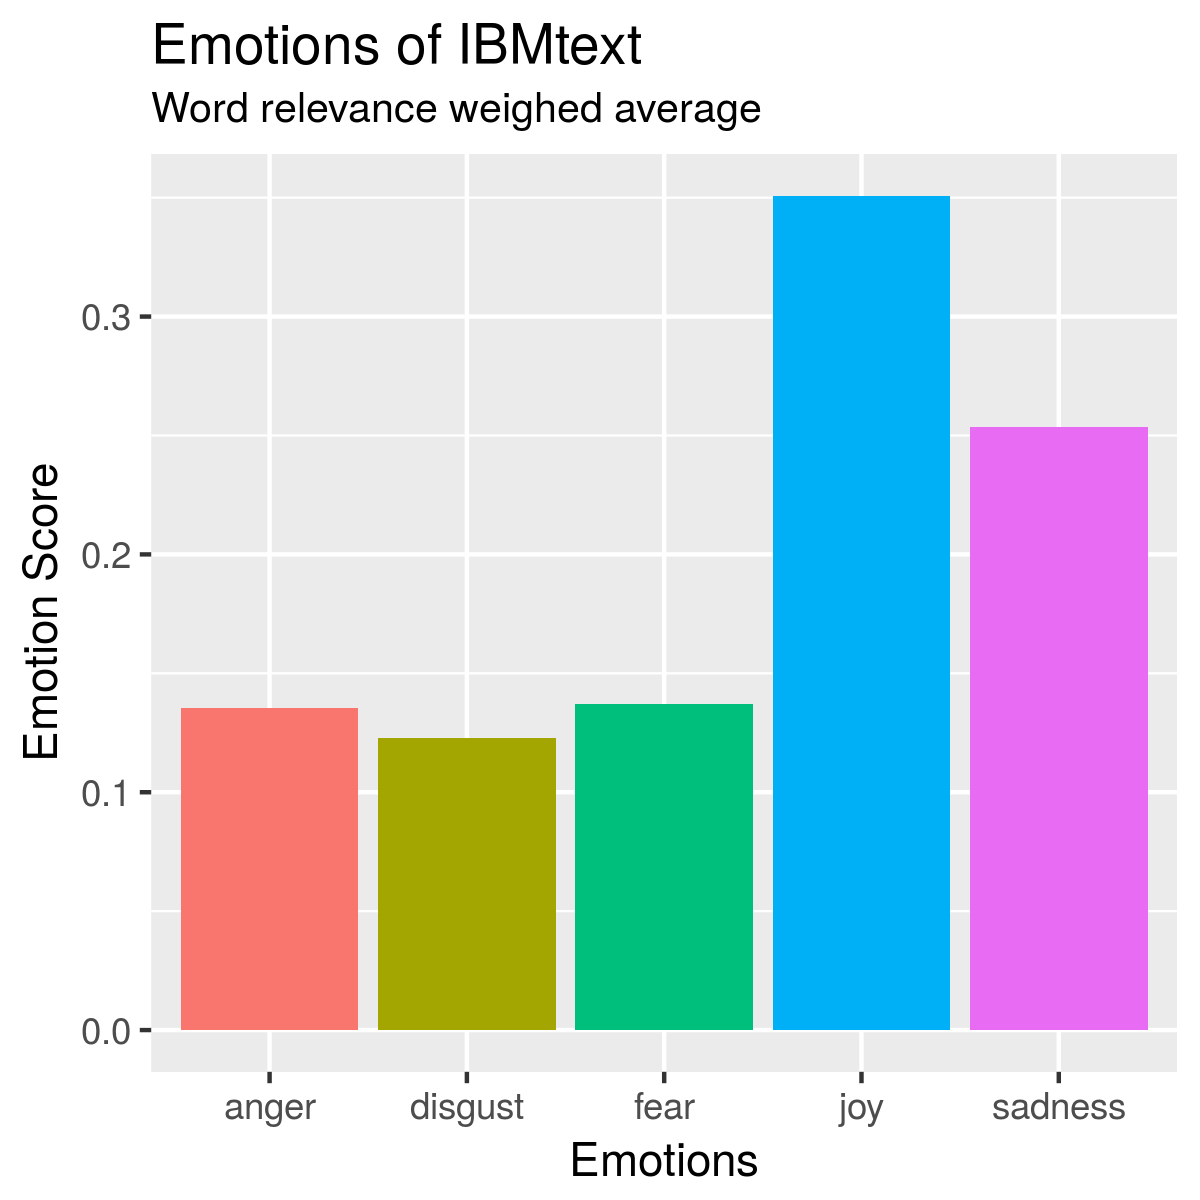 Emotions of IBMtext
Word relevance weighed average
Emotion Score
0.3
0.2
0.1
0.0
anger disgust fear joy sadness
Emotions